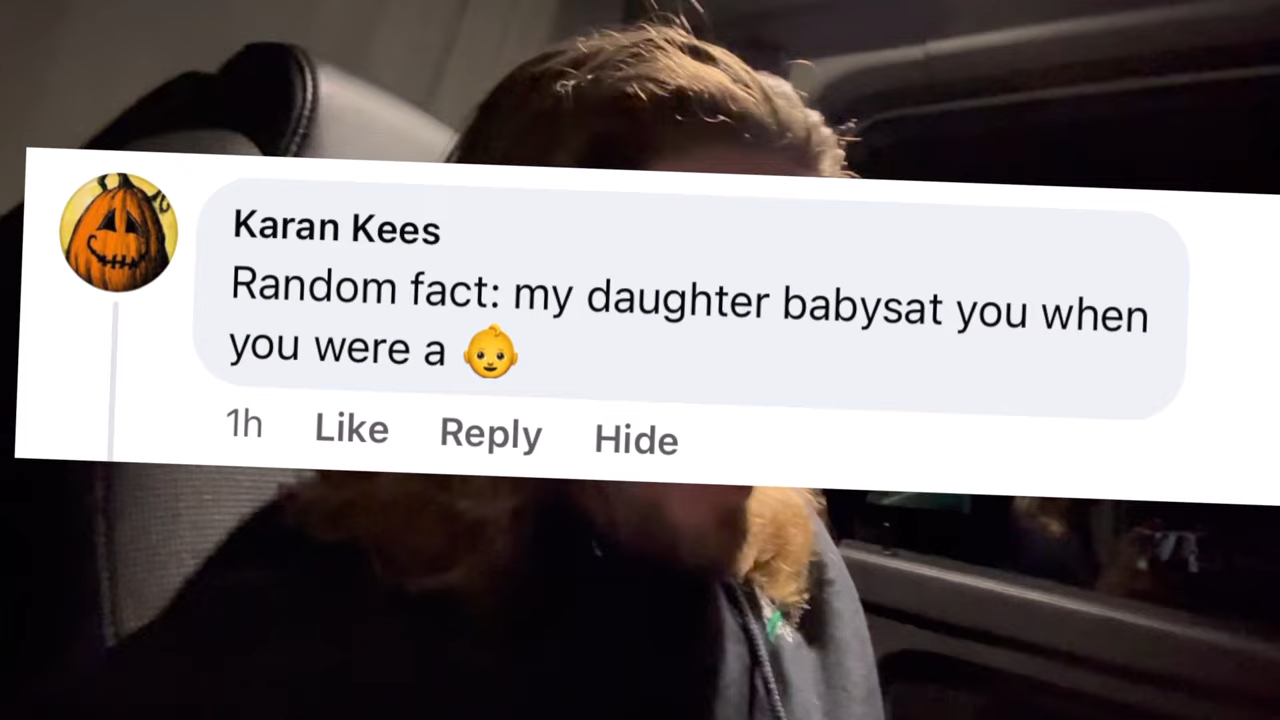 Karan Kees
Random fact: my daughter babysat you when
you were a 👶
1h Like Reply Hide